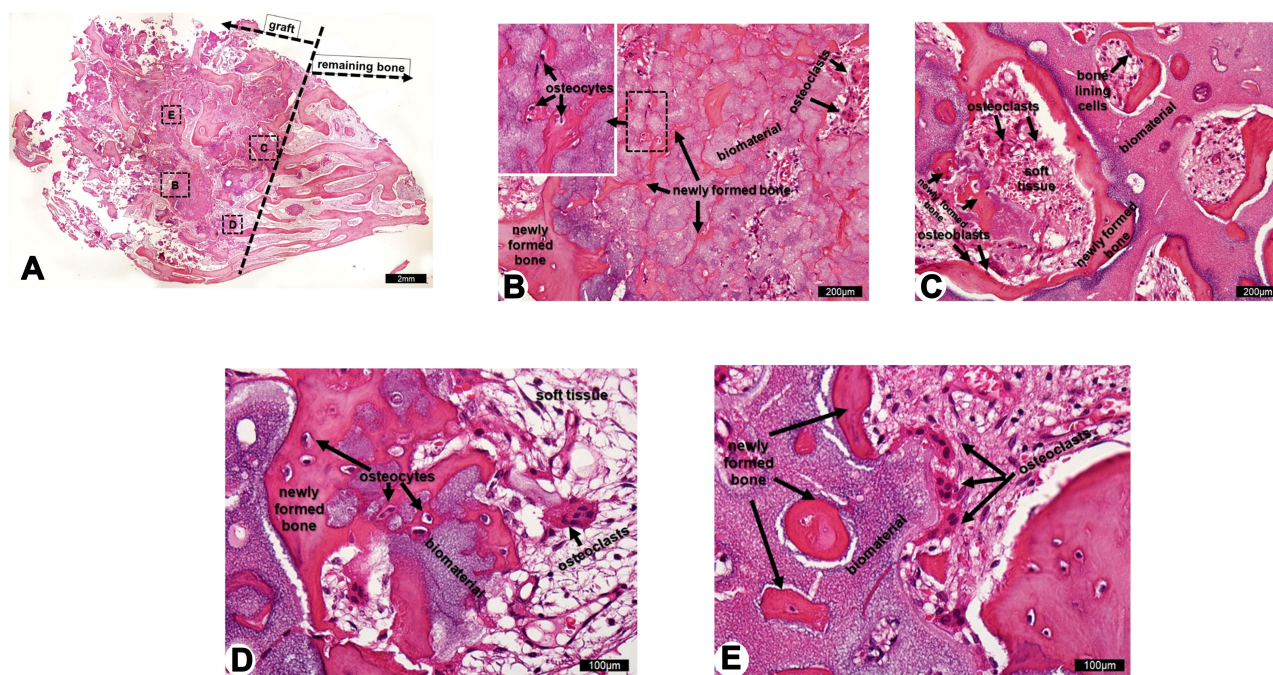 graft
remaining bone
E
C
B
D
A
2mm
osteocytes
osteoclasts
biomaterial
newly formed bone
newly
formed
bone
B
200µm
bone
lining
cells
osteoclasts
biomaterial
soft
tissue
newly formed
bone
osteoblasts
newly formed
bone
C
200µm
soft tissue
osteocytes
newly
formed
bone
biomaterial
osteoclasts
D
100µm
newly
formed
bone
osteoclasts
biomaterial
E
100µm